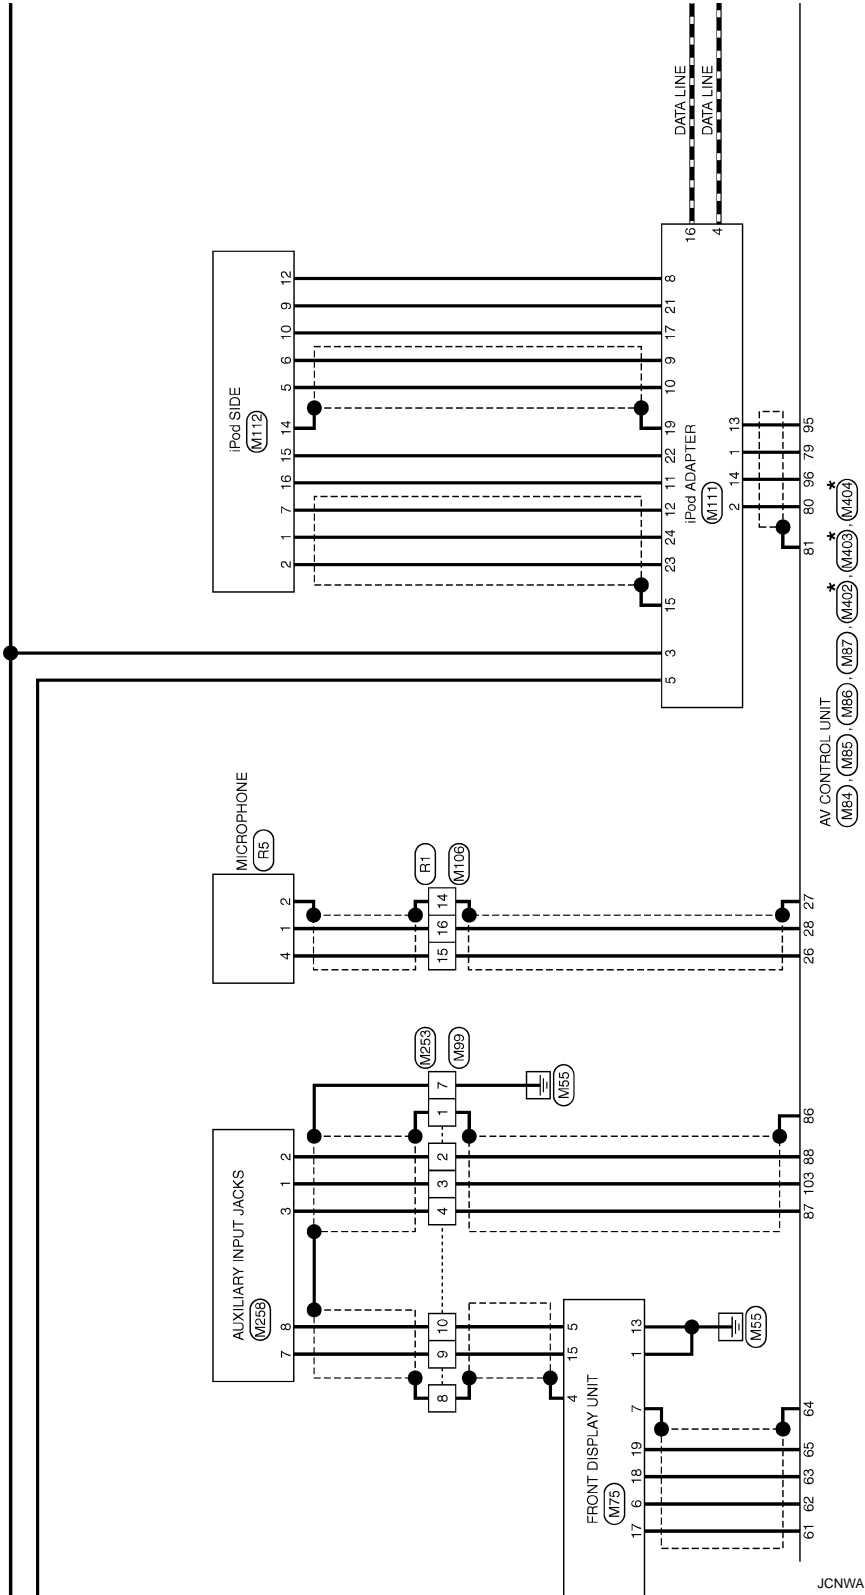 DATA LINE
DATA LINE
16
4
12 9 10 6 5 14 15 16 7 1 2
iPod SIDE
M112
8 21 17 9 10 19 22 11 12 24 23 15 3 5
iPod ADAPTER
M111
13 1 14 2
95 79 96 80 81
AV CONTROL UNIT
M84 , M85 , M86 , M87 , M402 * , M403 * , M404 *
MICROPHONE
R5
2 1 4
R1
M106
14 16 15
27 28 26
M253
M99
7 1 2 3 4 10 9 8
M55
AUXILIARY INPUT JACKS
M258
2 1 3 8 7
86 88 103 87
5 15 4
FRONT DISPLAY UNIT
M75
13 1 7 19 18 6 17
M55
64 65 63 62 61
JCNWA